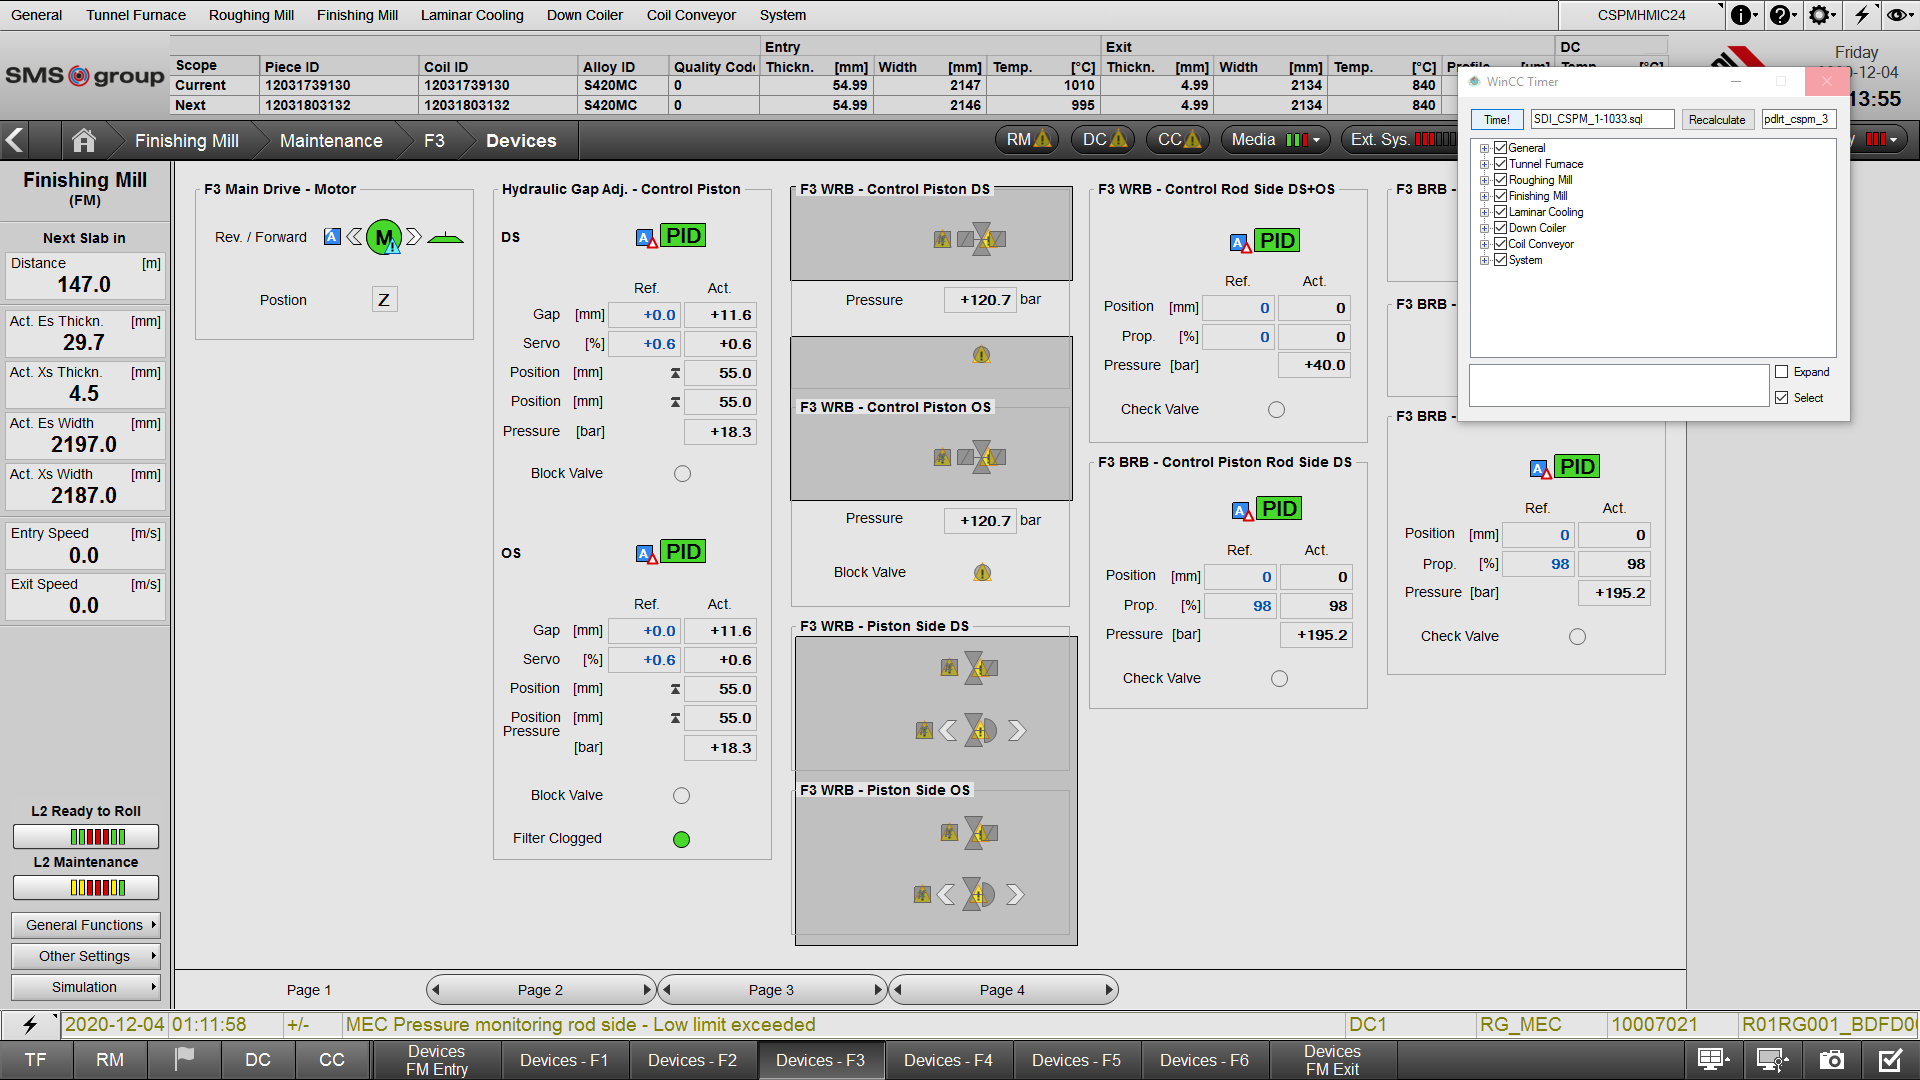 General Tunnel Furnace Roughing Mill Finishing Mill Laminar Cooling Down Coiler Coil Conveyor System CSPMHMIC24
SMS group
Entry Exit DC
Scope Piece ID Coil ID Alloy ID Quality Code Thickn. [mm] Width [mm] Temp. [°C] Thickn. [mm] Width [mm] Temp. [°C]
Current 12031739130 12031739130 S420MC 0 54.99 2147 1010 4.99 2134 840
Next 12031803132 12031803132 S420MC 0 54.99 2146 995 4.99 2134 840
Friday
-12-04
13:55
Finishing Mill Maintenance F3 Devices RM DC CC Media Ext. Sys.
WinCC Timer
Time! SDI_CSPM_1-1033.sql Recalculate pdlrt_cspm_3
General
Tunnel Furnace
Roughing Mill
Finishing Mill
Laminar Cooling
Down Coiler
Coil Conveyor
System
Expand
Select
Finishing Mill
(FM)
Next Slab in
Distance [m]
147.0
Act. Es Thickn. [mm]
29.7
Act. Xs Thickn. [mm]
4.5
Act. Es Width [mm]
2197.0
Act. Xs Width [mm]
2187.0
Entry Speed [m/s]
0.0
Exit Speed [m/s]
0.0
L2 Ready to Roll
L2 Maintenance
General Functions
Other Settings
Simulation
F3 Main Drive - Motor
Rev. / Forward A M
Postion Z
Hydraulic Gap Adj. - Control Piston
DS A PID
Ref. Act.
Gap [mm] +0.0 +11.6
Servo [%] +0.6 +0.6
Position [mm] 55.0
Position [mm] 55.0
Pressure [bar] +18.3
Block Valve
OS A PID
Ref. Act.
Gap [mm] +0.0 +11.6
Servo [%] +0.6 +0.6
Position [mm] 55.0
Position [mm] 55.0
Pressure
[bar] +18.3
Block Valve
Filter Clogged
F3 WRB - Control Piston DS
Pressure +120.7 bar
F3 WRB - Control Piston OS
Pressure +120.7 bar
Block Valve
F3 WRB - Piston Side DS
F3 WRB - Piston Side OS
F3 WRB - Control Rod Side DS+OS
A PID
Ref. Act.
Position [mm] 0 0
Prop. [%] 0 0
Pressure [bar] +40.0
Check Valve
F3 BRB - Control Piston Rod Side DS
A PID
Ref. Act.
Position [mm] 0 0
Prop. [%] 98 98
Pressure [bar] +195.2
Check Valve
F3 BRB -
F3 BRB -
F3 BRB -
A PID
Ref. Act.
Position [mm] 0 0
Prop. [%] 98 98
Pressure [bar] +195.2
Check Valve
Page 1 Page 2 Page 3 Page 4
2020-12-04 01:11:58 +/- MEC Pressure monitoring rod side - Low limit exceeded DC1 RG_MEC 10007021
TF RM DC CC Devices FM Entry Devices - F1 Devices - F2 Devices - F3 Devices - F4 Devices - F5 Devices - F6 Devices FM Exit